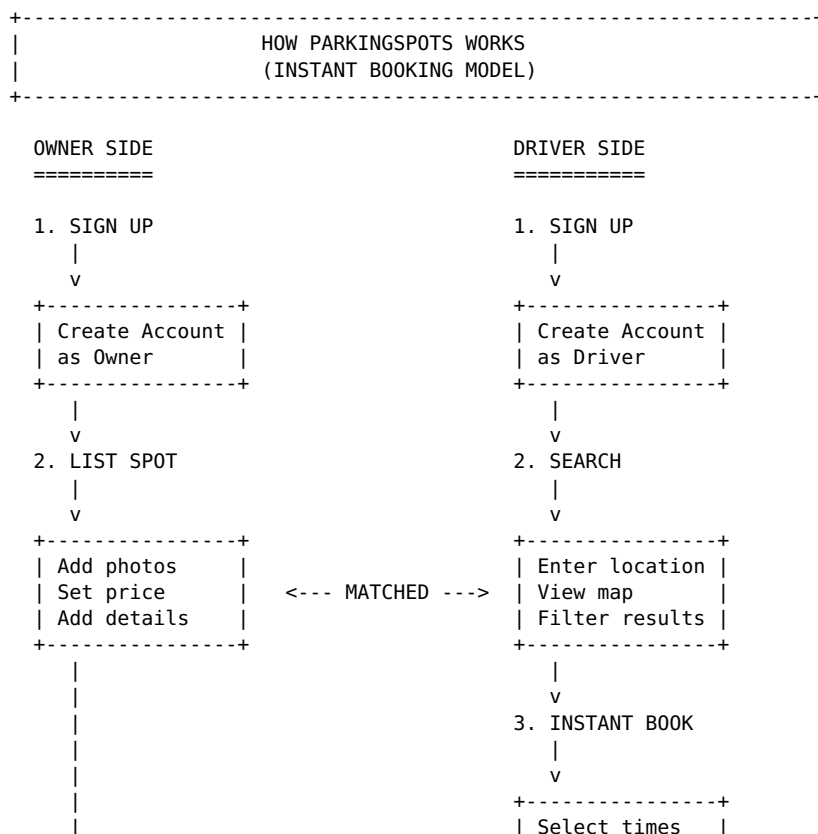 +------------------------------------------------------------------
|                    HOW PARKINGSPOTS WORKS
|                    (INSTANT BOOKING MODEL)
+------------------------------------------------------------------
  OWNER SIDE                              DRIVER SIDE
  ==========                              ===========
  1. SIGN UP                              1. SIGN UP
     |                                       |
     v                                       v
  +----------------+                      +----------------+
  | Create Account |                      | Create Account |
  | as Owner       |                      | as Driver      |
  +----------------+                      +----------------+
     |                                       |
     v                                       v
  2. LIST SPOT                            2. SEARCH
     |                                       |
     v                                       v
  +----------------+                      +----------------+
  | Add photos     |                      | Enter location |
  | Set price      |   <--- MATCHED --->  | View map       |
  | Add details    |                      | Filter results |
  +----------------+                      +----------------+
     |                                       |
     |                                       v
     |                                    3. INSTANT BOOK
     |                                       |
     |                                       v
     |                                    +----------------+
     |                                    | Select times   |